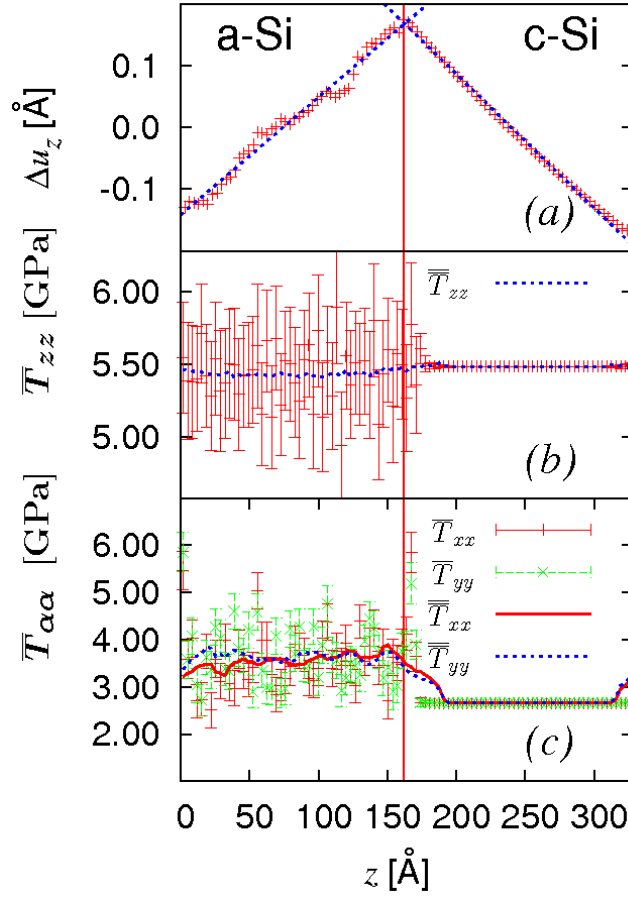 a-Si c-Si
Δu_z [Å]
0.1
0.0
-0.1
(a)
T̅_zz [GPa]
6.00
5.50
5.00
T̿_zz
(b)
T̅_αα [GPa]
6.00
5.00
4.00
3.00
2.00
T̅_xx
T̅_yy
T̿_xx
T̿_yy
(c)
0 50 100 150 200 250 300
z [Å]